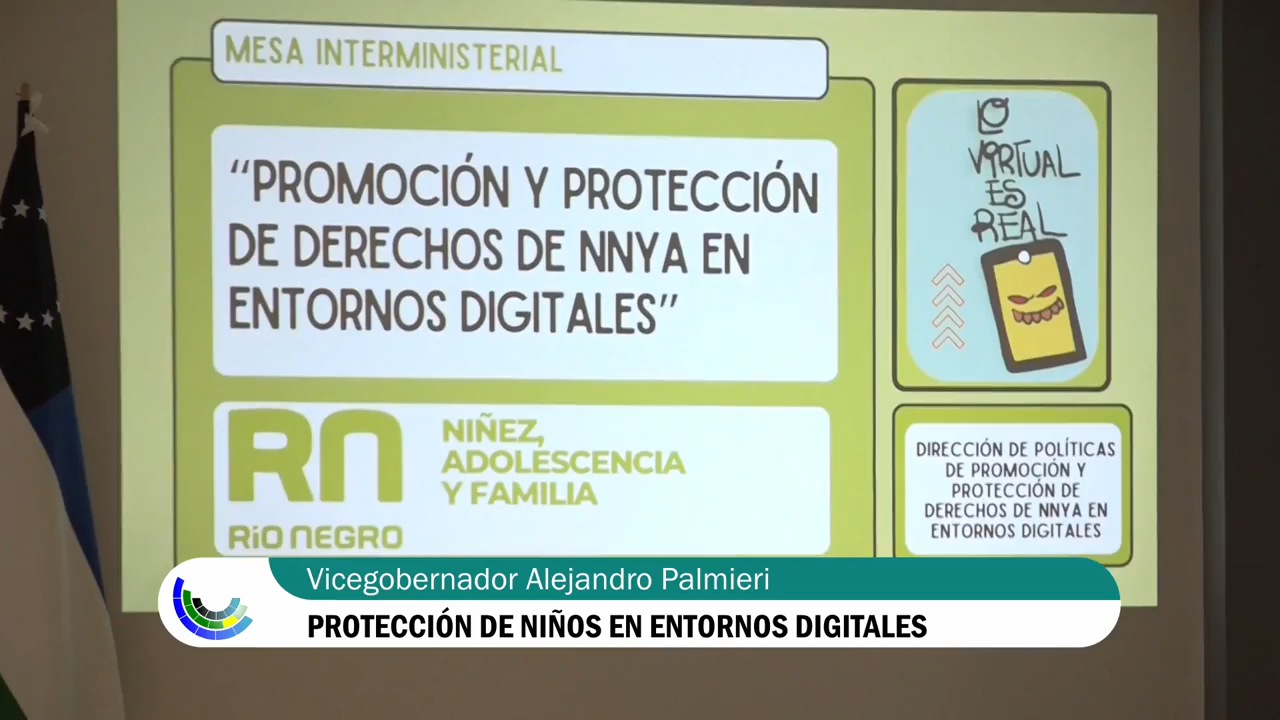 MESA INTERMINISTERIAL
“PROMOCIÓN Y PROTECCIÓN
DE DERECHOS DE NNYA EN
ENTORNOS DIGITALES”
RN
RÍO NEGRO
NIÑEZ,
ADOLESCENCIA
Y FAMILIA
LO
VIRTUAL
ES
REAL
DIRECCIÓN DE POLÍTICAS
DE PROMOCIÓN Y
PROTECCIÓN DE
DERECHOS DE NNYA EN
ENTORNOS DIGITALES
Vicegobernador Alejandro Palmieri
PROTECCIÓN DE NIÑOS EN ENTORNOS DIGITALES